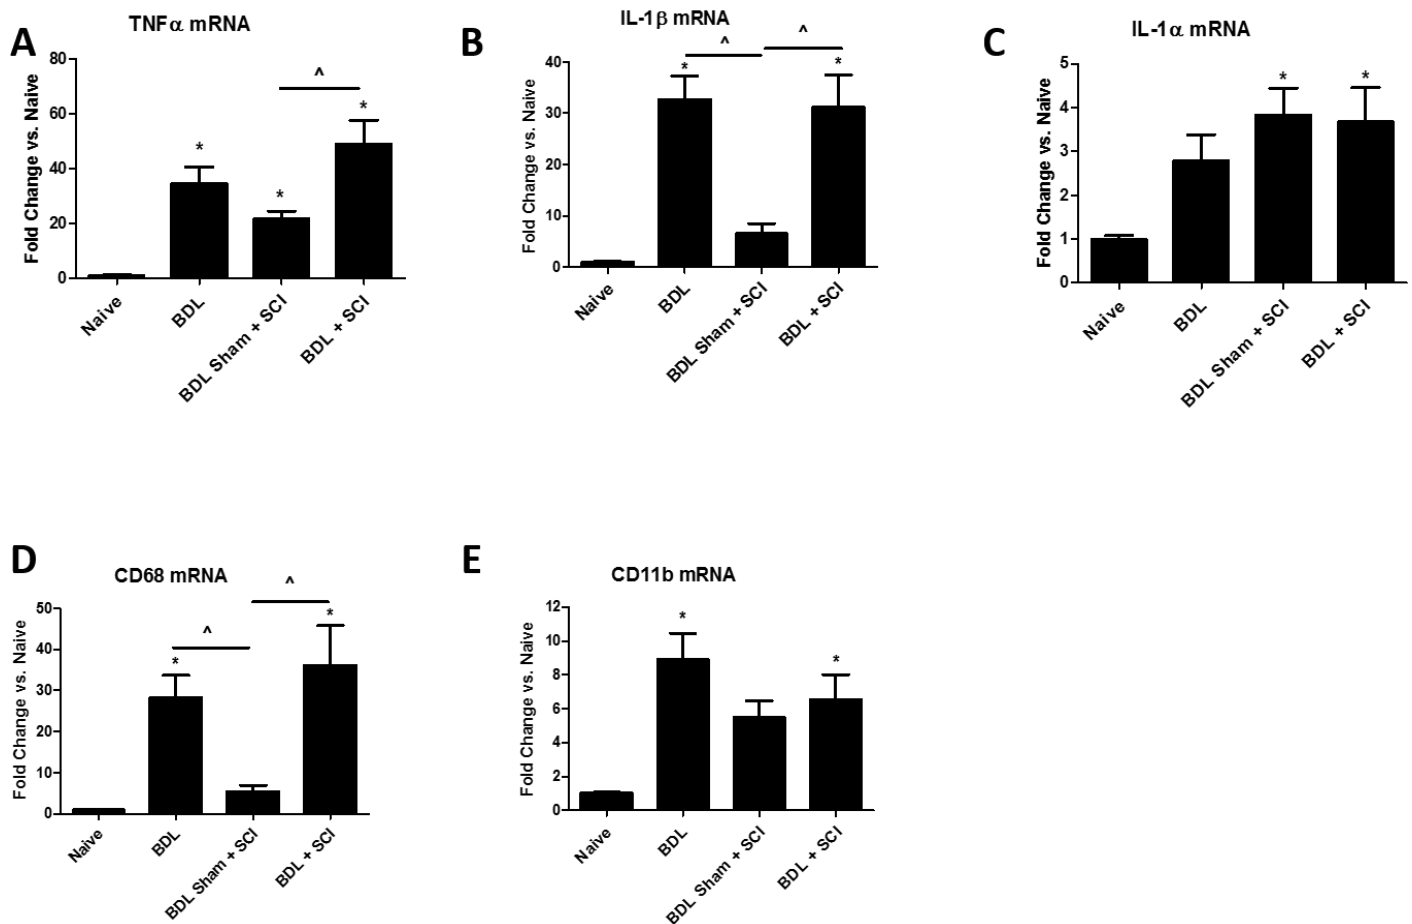 A
TNFα mRNA
Fold Change vs. Naive
80
60
40
20
0
^
*
*
*
Naive
BDL
BDL Sham + SCI
BDL + SCI
B
IL-1β mRNA
Fold Change vs. Naive
40
30
20
10
0
^
^
*
*
Naive
BDL
BDL Sham + SCI
BDL + SCI
C
IL-1α mRNA
Fold Change vs. Naive
5
4
3
2
1
0
*
*
Naive
BDL
BDL Sham + SCI
BDL + SCI
D
CD68 mRNA
Fold Change vs. Naive
50
40
30
20
10
0
^
^
*
*
Naive
BDL
BDL Sham + SCI
BDL + SCI
E
CD11b mRNA
Fold Change vs. Naive
12
10
8
6
4
2
0
*
*
Naive
BDL
BDL Sham + SCI
BDL + SCI